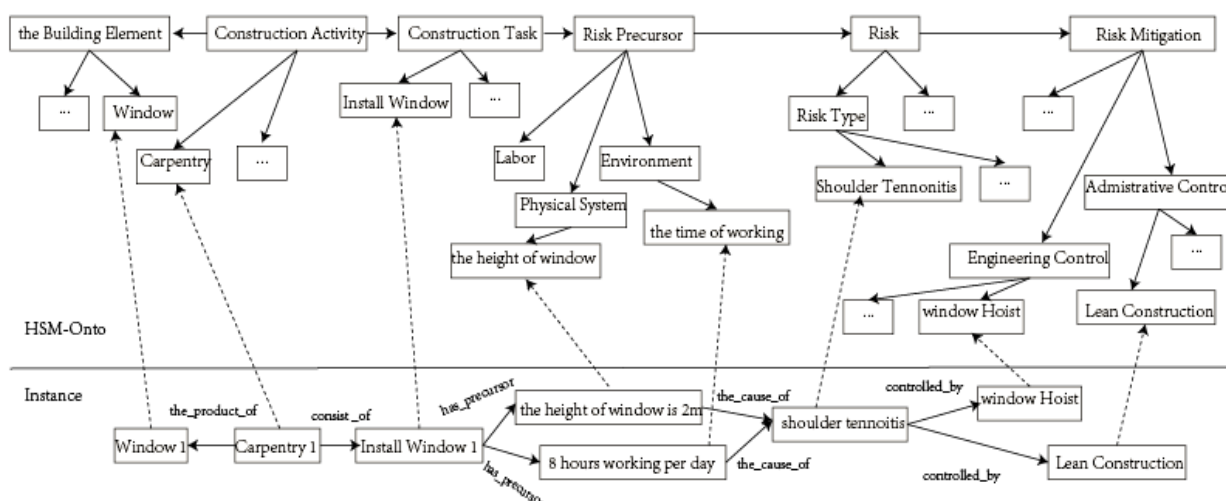 the Building Element
Construction Activity
Construction Task
Risk Precursor
Risk
Risk Mitigation
...
Window
Install Window
...
Risk Type
...
...
Carpentry
...
Labor
Environment
Shoulder Tennonitis
...
Admistrative Contro
Physical System
the time of working
the height of window
Engineering Control
...
...
window Hoist
Lean Construction
HSM-Onto
Instance
the_product_of
consist_of
has_precursor
the height of window is 2m
the_cause_of
controlled_by
window Hoist
Window 1
Carpentry 1
Install Window 1
shoulder tennoitis
8 hours working per day
the_cause_of
Lean Construction
has_precursor
controlled_by